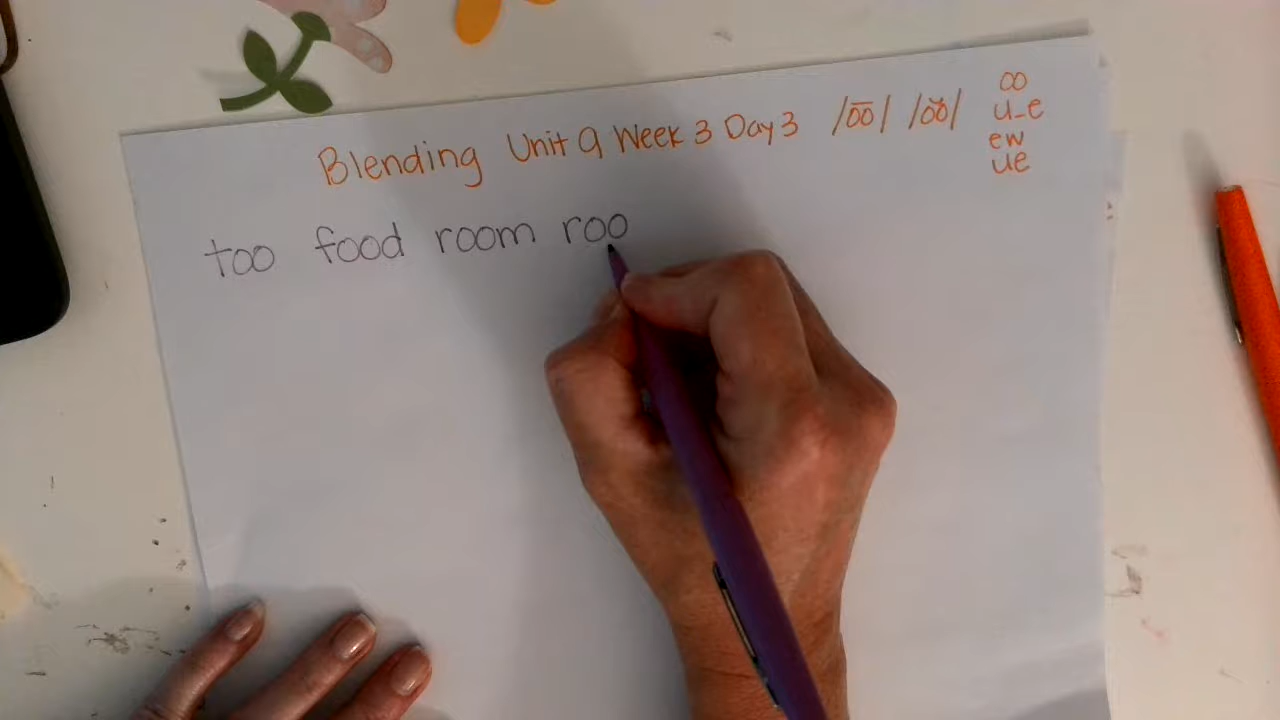 Blending Unit 9 Week 3 Day 3 /o͞o/ /o͝o/
oo
u_e
ew
ue
too food room roo